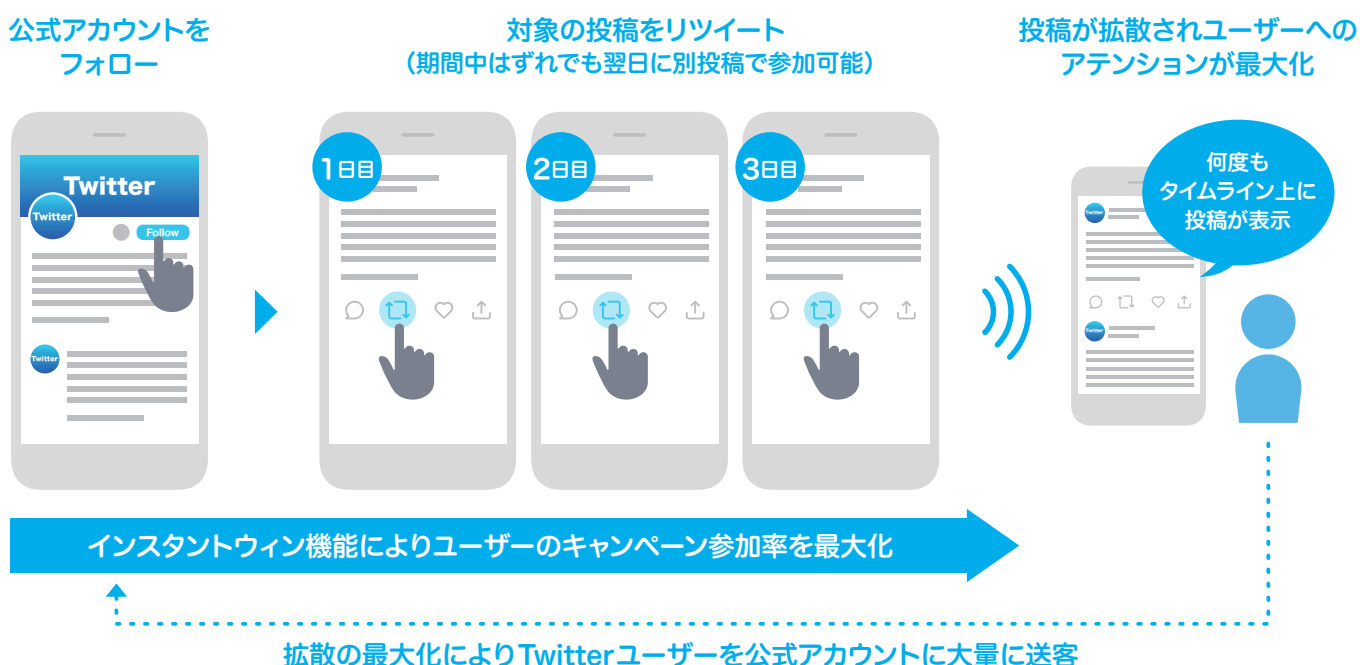 公式アカウントを
フォロー
対象の投稿をリツイート
(期間中はずれでも翌日に別投稿で参加可能)
投稿が拡散されユーザーへの
アテンションが最大化
Twitter
Twitter
Follow
Twitter
1日目
2日目
3日目
何度も
タイムライン上に
投稿が表示
Twitter
Twitter
インスタントウィン機能によりユーザーのキャンペーン参加率を最大化
拡散の最大化によりTwitterユーザーを公式アカウントに大量に送客